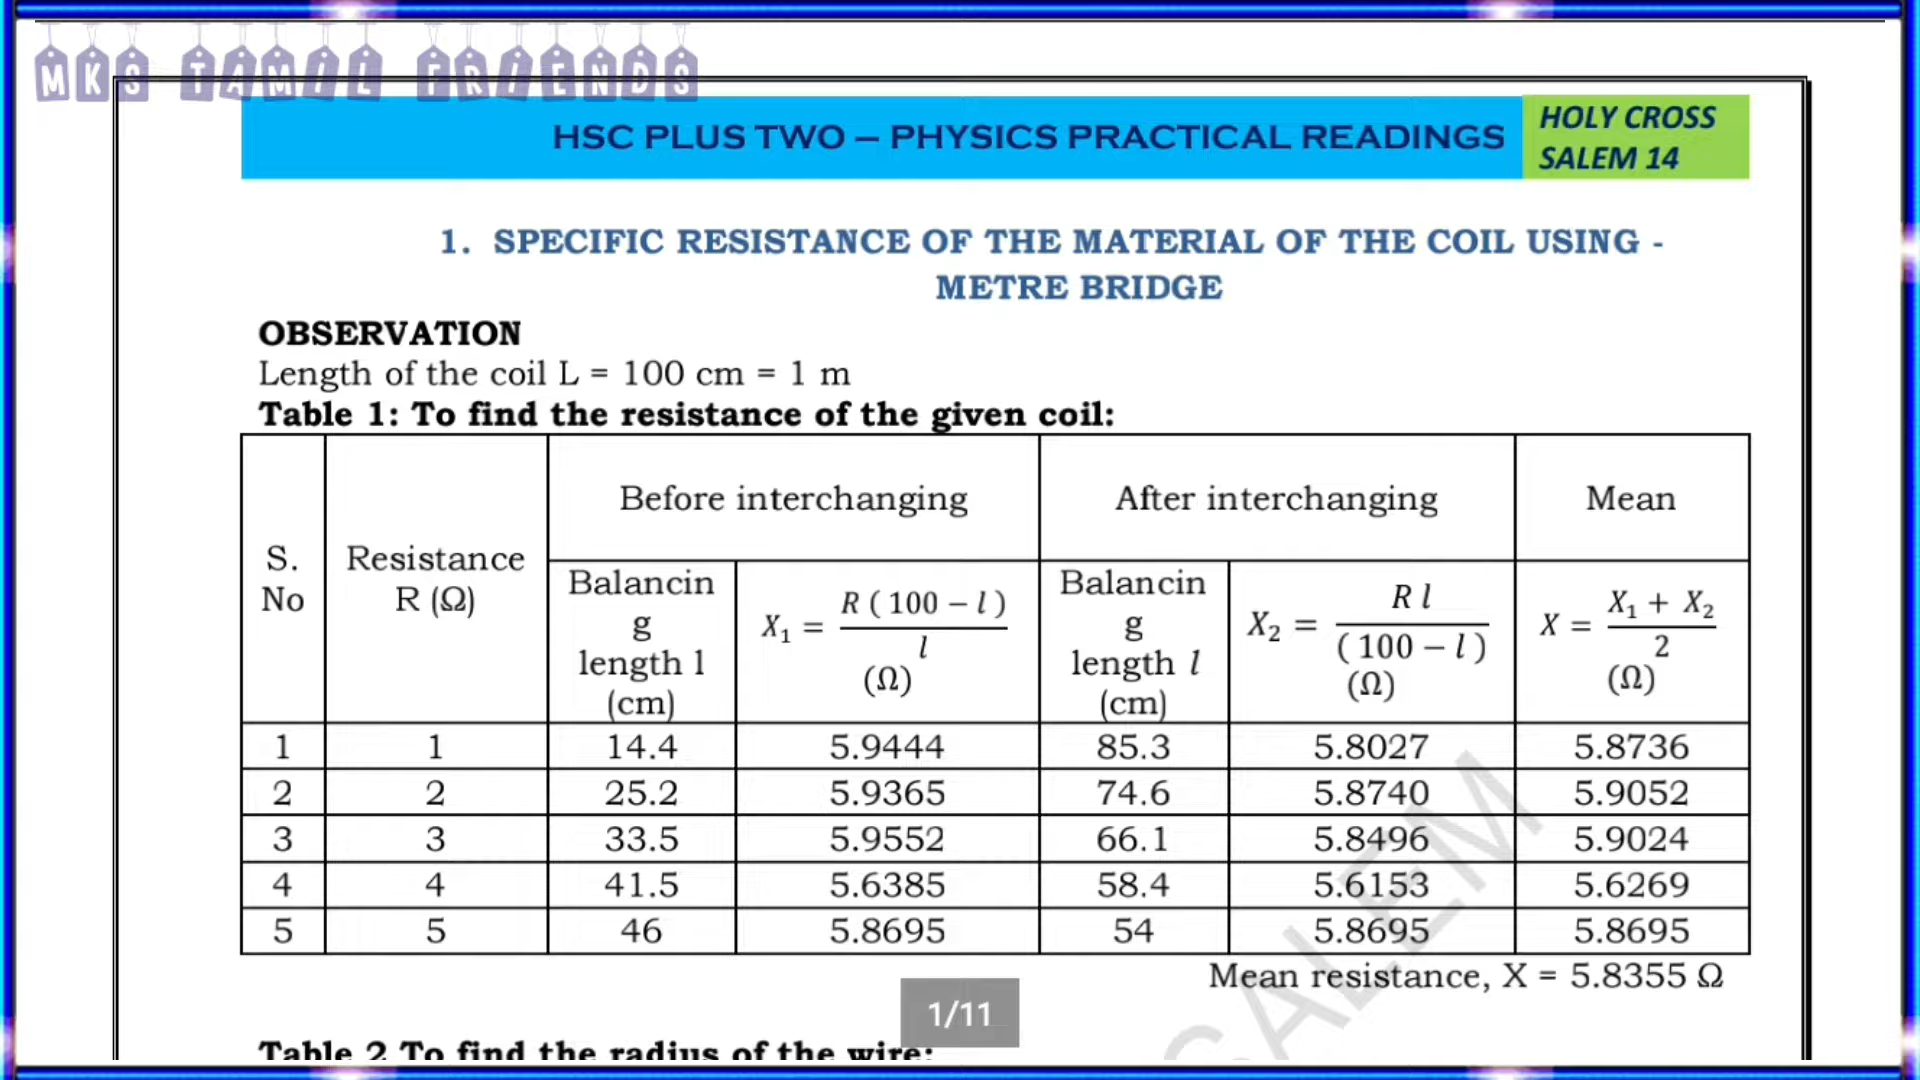 MKS TAMIL FRIENDS
HSC PLUS TWO – PHYSICS PRACTICAL READINGS
HOLY CROSS
SALEM 14
1. SPECIFIC RESISTANCE OF THE MATERIAL OF THE COIL USING -
METRE BRIDGE
OBSERVATION
Length of the coil L = 100 cm = 1 m
Table 1: To find the resistance of the given coil:
S. No | Resistance R (Ω) | Before interchanging | After interchanging | Mean
Balancin g length l (cm) | X₁ = R ( 100 – l ) / l (Ω) | Balancin g length l (cm) | X₂ = R l / ( 100 – l ) (Ω) | X = X₁ + X₂ / 2 (Ω)
1 | 1 | 14.4 | 5.9444 | 85.3 | 5.8027 | 5.8736
2 | 2 | 25.2 | 5.9365 | 74.6 | 5.8740 | 5.9052
3 | 3 | 33.5 | 5.9552 | 66.1 | 5.8496 | 5.9024
4 | 4 | 41.5 | 5.6385 | 58.4 | 5.6153 | 5.6269
5 | 5 | 46 | 5.8695 | 54 | 5.8695 | 5.8695
Mean resistance, X = 5.8355 Ω
1/11
Table 2 To find the radius of the wire:
SALEM